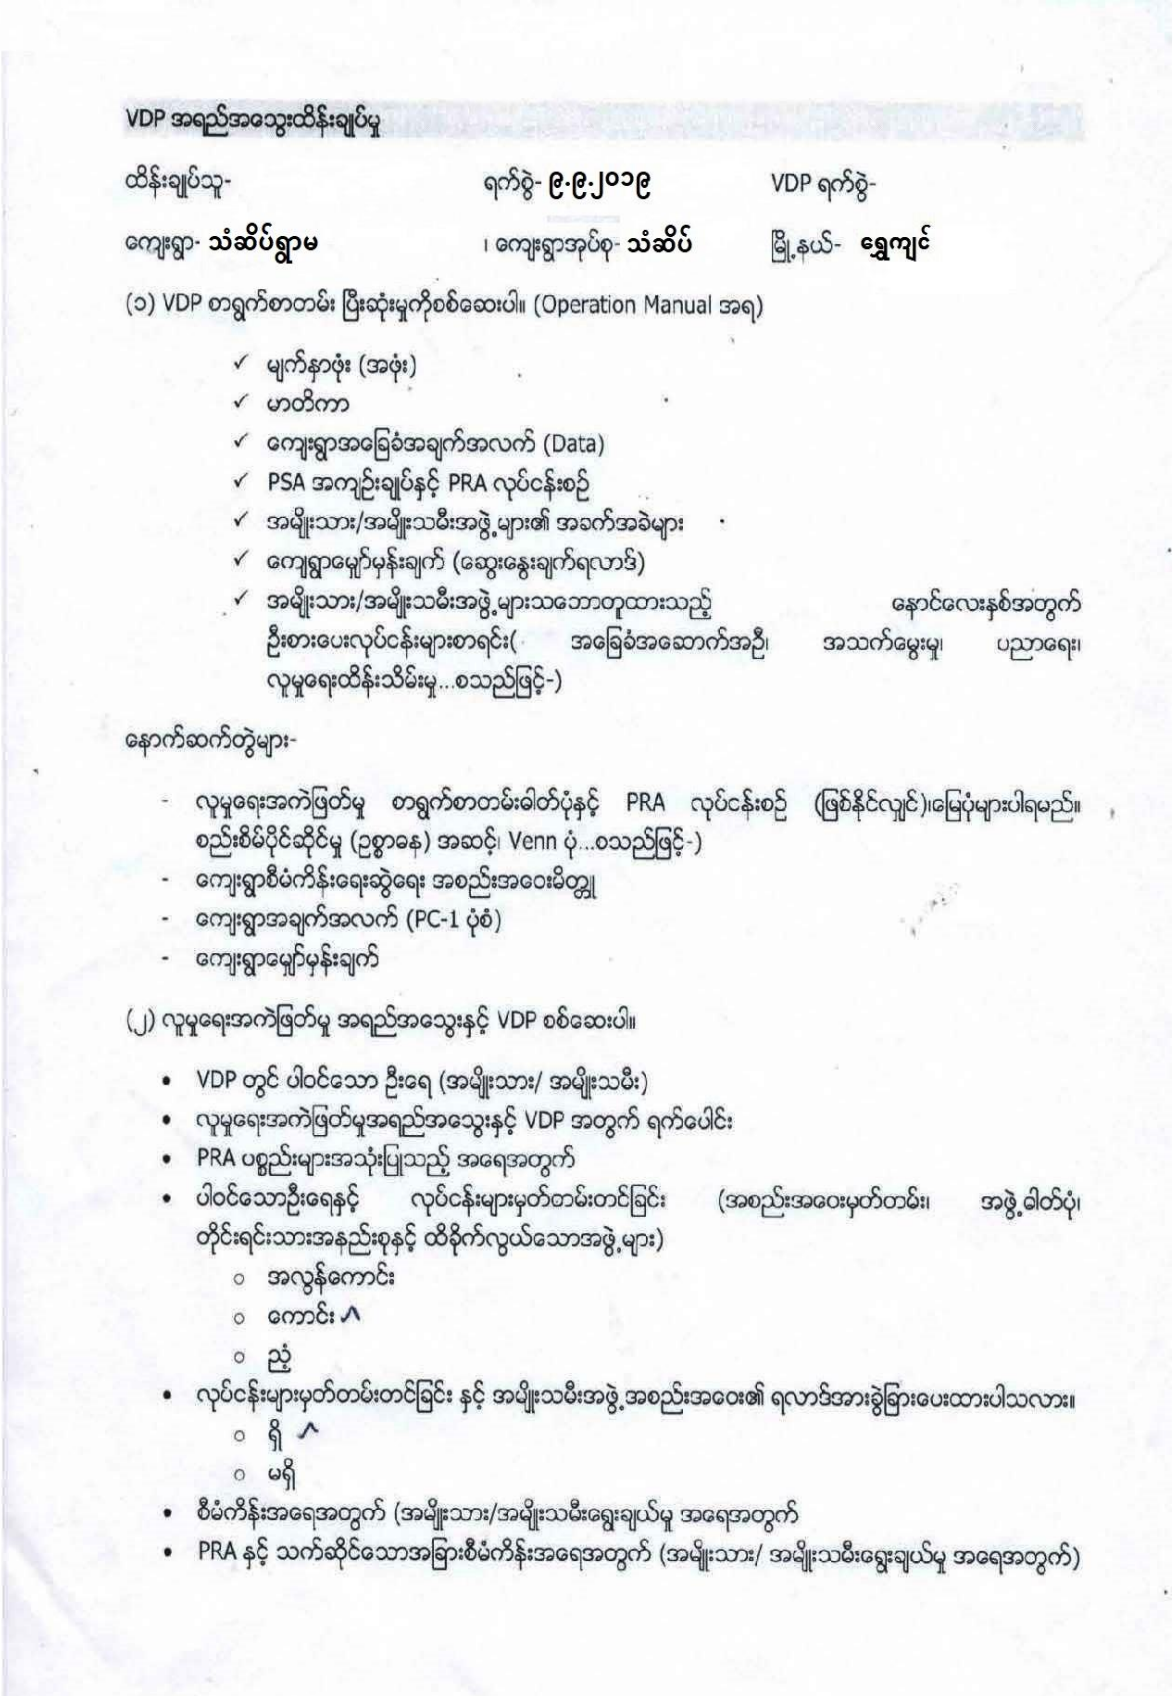 VDP အရည်အသွေးထိန်းချုပ်မှု
ထိန်းချုပ်သူ- ရက်စွဲ- ၉.၉.၂၀၁၉ VDP ရက်စွဲ-
ကျေးရွာ- သံဆိပ်ရွာမ ၊ ကျေးရွာအုပ်စု- သံဆိပ် မြို့နယ်- ရွှေကျင်
(၁) VDP စာရွက်စာတမ်း ပြီးဆုံးမှုကိုစစ်ဆေးပါ။ (Operation Manual အရ)
✓ မျက်နှာဖုံး (အဖုံး)
✓ မာတိကာ
✓ ကျေးရွာအခြေခံအချက်အလက် (Data)
✓ PSA အကျဉ်းချုပ်နှင့် PRA လုပ်ငန်းစဉ်
✓ အမျိုးသား/အမျိုးသမီးအဖွဲ့များ၏ အခက်အခဲများ
✓ ကျေရွာမျှော်မှန်းချက် (ဆွေးနွေးချက်ရလာဒ်)
✓ အမျိုးသား/အမျိုးသမီးအဖွဲ့များသဘောတူထားသည့် နောင်လေးနှစ်အတွက်
ဦးစားပေးလုပ်ငန်းများစာရင်း( အခြေခံအဆောက်အဦ၊ အသက်မွေးမှု၊ ပညာရေး၊
လူမှုရေးထိန်းသိမ်းမှု...စသည်ဖြင့်-)
နောက်ဆက်တွဲများ-
- လူမှုရေးအကဲဖြတ်မှု စာရွက်စာတမ်းဓါတ်ပုံနှင့် PRA လုပ်ငန်းစဉ် (ဖြစ်နိုင်လျှင်)၊မြေပုံများပါရမည်။
စည်းစိမ်ပိုင်ဆိုင်မှု (ဥစ္စာဓန) အဆင့်၊ Venn ပုံ...စသည်ဖြင့်-)
- ကျေးရွာစီမံကိန်းရေးဆွဲရေး အစည်းအဝေးမိတ္တူ
- ကျေးရွာအချက်အလက် (PC-1 ပုံစံ)
- ကျေးရွာမျှော်မှန်းချက်
(၂) လူမှုရေးအကဲဖြတ်မှု အရည်အသွေးနှင့် VDP စစ်ဆေးပါ။
• VDP တွင် ပါဝင်သော ဦးရေ (အမျိုးသား/ အမျိုးသမီး)
• လူမှုရေးအကဲဖြတ်မှုအရည်အသွေးနှင့် VDP အတွက် ရက်ပေါင်း
• PRA ပစ္စည်းများအသုံးပြုသည့် အရေအတွက်
• ပါဝင်သောဦးရေနှင့် လုပ်ငန်းများမှတ်တမ်းတင်ခြင်း (အစည်းအဝေးမှတ်တမ်း၊ အဖွဲ့ဓါတ်ပုံ၊
တိုင်းရင်းသားအနည်းစုနှင့် ထိခိုက်လွယ်သောအဖွဲ့များ)
○ အလွန်ကောင်း
○ ကောင်း
○ ညံ့
• လုပ်ငန်းများမှတ်တမ်းတင်ခြင်း နှင့် အမျိုးသမီးအဖွဲ့အစည်းအဝေး၏ ရလာဒ်အားခွဲခြားပေးထားပါသလား။
○ ရှိ
○ မရှိ
• စီမံကိန်းအရေအတွက် (အမျိုးသား/အမျိုးသမီးရွေးချယ်မှု အရေအတွက်
• PRA နှင့် သက်ဆိုင်သောအခြားစီမံကိန်းအရေအတွက် (အမျိုးသား/ အမျိုးသမီးရွေးချယ်မှု အရေအတွက်)